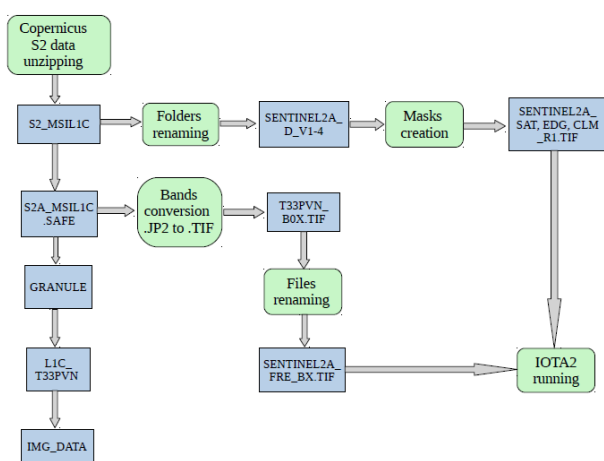 Copernicus
S2 data
unzipping
S2_MSIL1C
Folders
renaming
SENTINEL2A_
D_V1-4
Masks
creation
SENTINEL2A_
SAT, EDG, CLM
_R1.TIF
S2A_MSIL1C
.SAFE
Bands
conversion
.JP2 to .TIF
T33PVN_
B0X.TIF
GRANULE
Files
renaming
L1C_
T33PVN
SENTINEL2A_
FRE_BX.TIF
IOTA2
running
IMG_DATA